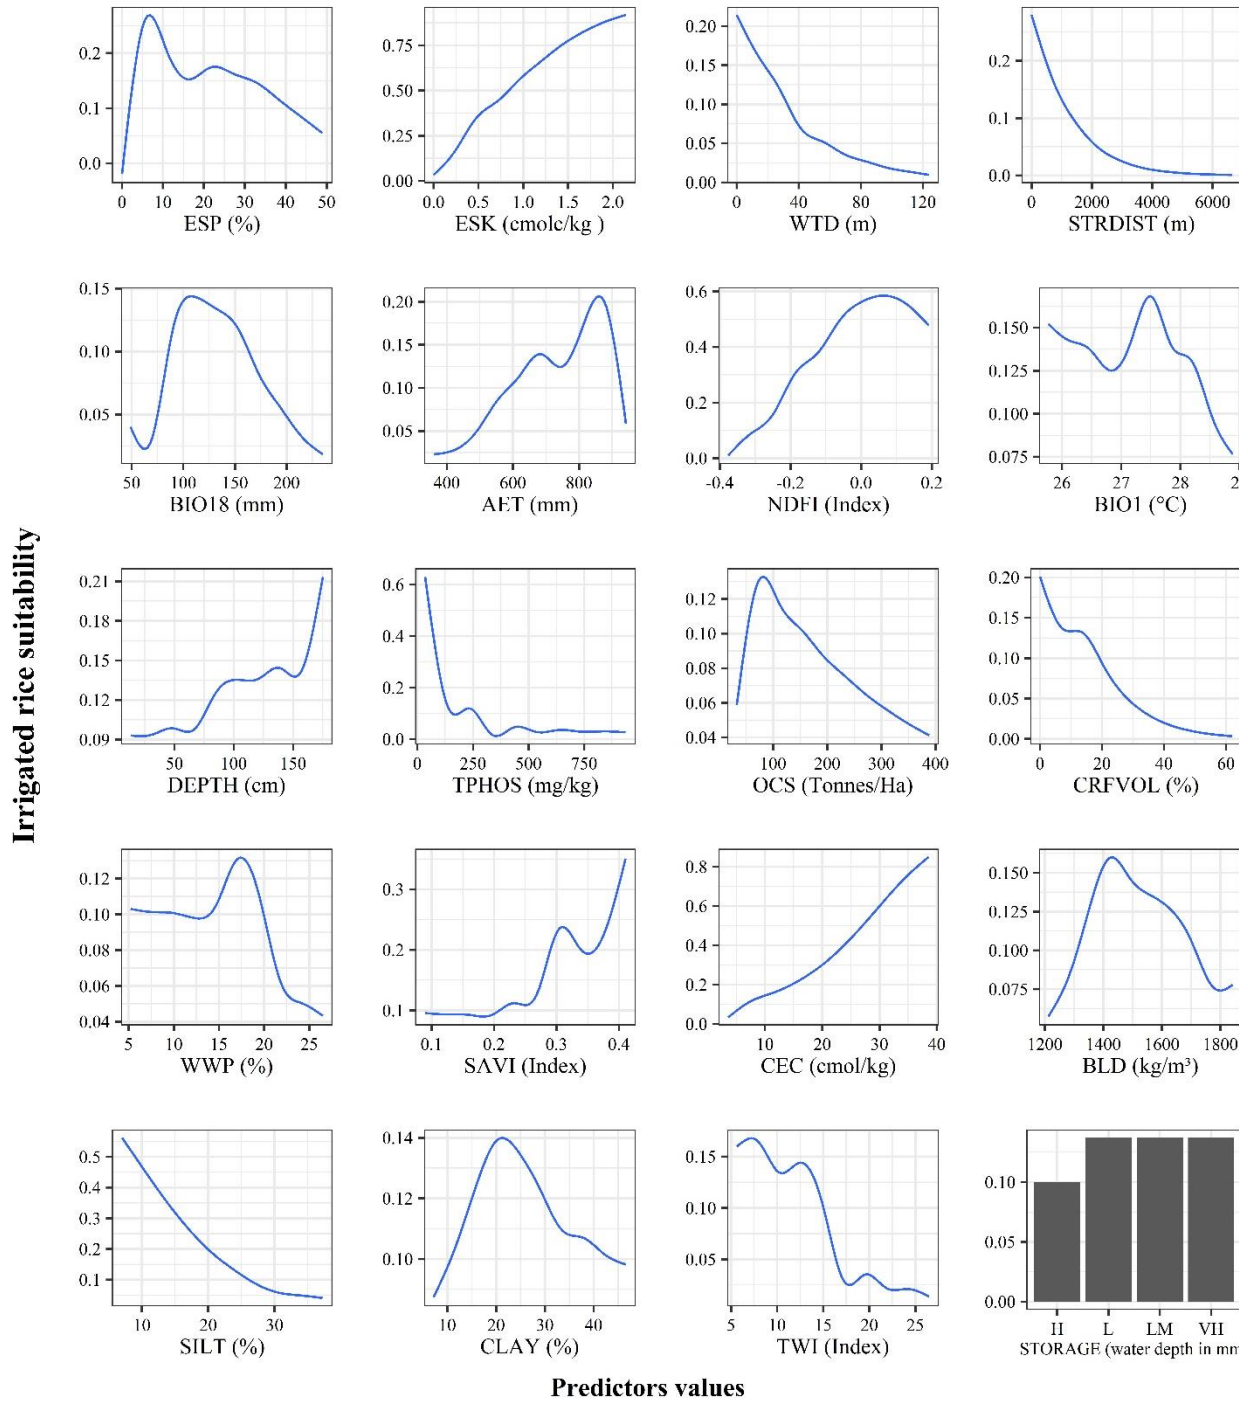 Irrigated rice suitability
0.2
0.1
0.0
0 10 20 30 40 50
ESP (%)
0.75
0.50
0.25
0.00
0.0 0.5 1.0 1.5 2.0
ESK (cmolc/kg )
0.20
0.15
0.10
0.05
0.00
0 40 80 120
WTD (m)
0.2
0.1
0.0
0 2000 4000 6000
STRDIST (m)
0.15
0.10
0.05
50 100 150 200
BIO18 (mm)
0.20
0.15
0.10
0.05
400 600 800
AET (mm)
0.6
0.4
0.2
0.0
-0.4 -0.2 0.0 0.2
NDFI (Index)
0.150
0.125
0.100
0.075
26 27 28 2
BIO1 (°C)
0.21
0.18
0.15
0.12
0.09
50 100 150
DEPTH (cm)
0.6
0.4
0.2
0.0
0 250 500 750
TPHOS (mg/kg)
0.12
0.10
0.08
0.06
0.04
100 200 300 400
OCS (Tonnes/Ha)
0.20
0.15
0.10
0.05
0.00
0 20 40 60
CRFVOL (%)
0.12
0.10
0.08
0.06
0.04
5 10 15 20 25
WWP (%)
0.3
0.2
0.1
0.1 0.2 0.3 0.4
SAVI (Index)
0.8
0.6
0.4
0.2
0.0
10 20 30 40
CEC (cmol/kg)
0.150
0.125
0.100
0.075
1200 1400 1600 1800
BLD (kg/m³)
0.5
0.4
0.3
0.2
0.1
10 20 30
SILT (%)
0.14
0.12
0.10
10 20 30 40
CLAY (%)
0.15
0.10
0.05
5 10 15 20 25
TWI (Index)
0.10
0.05
0.00
H L LM VH
STORAGE (water depth in mm
Predictors values